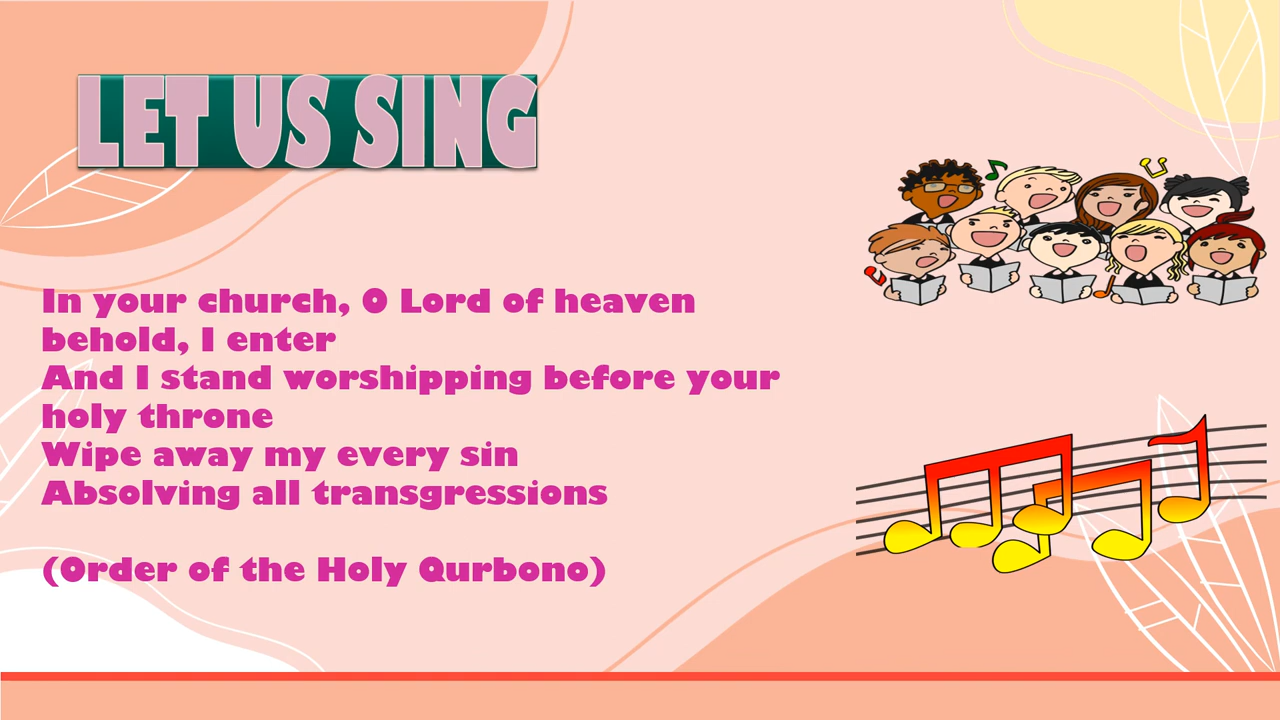 LET US SING
In your church, O Lord of heaven
behold, I enter
And I stand worshipping before your
holy throne
Wipe away my every sin
Absolving all transgressions
(Order of the Holy Qurbono)